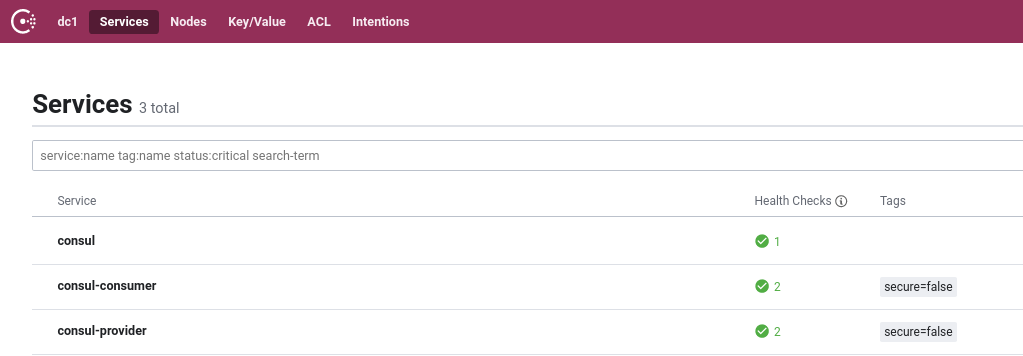 dc1 Services Nodes Key/Value ACL Intentions
Services 3 total
service:name tag:name status:critical search-term
Service Health Checks Tags
consul 1
consul-consumer 2 secure=false
consul-provider 2 secure=false